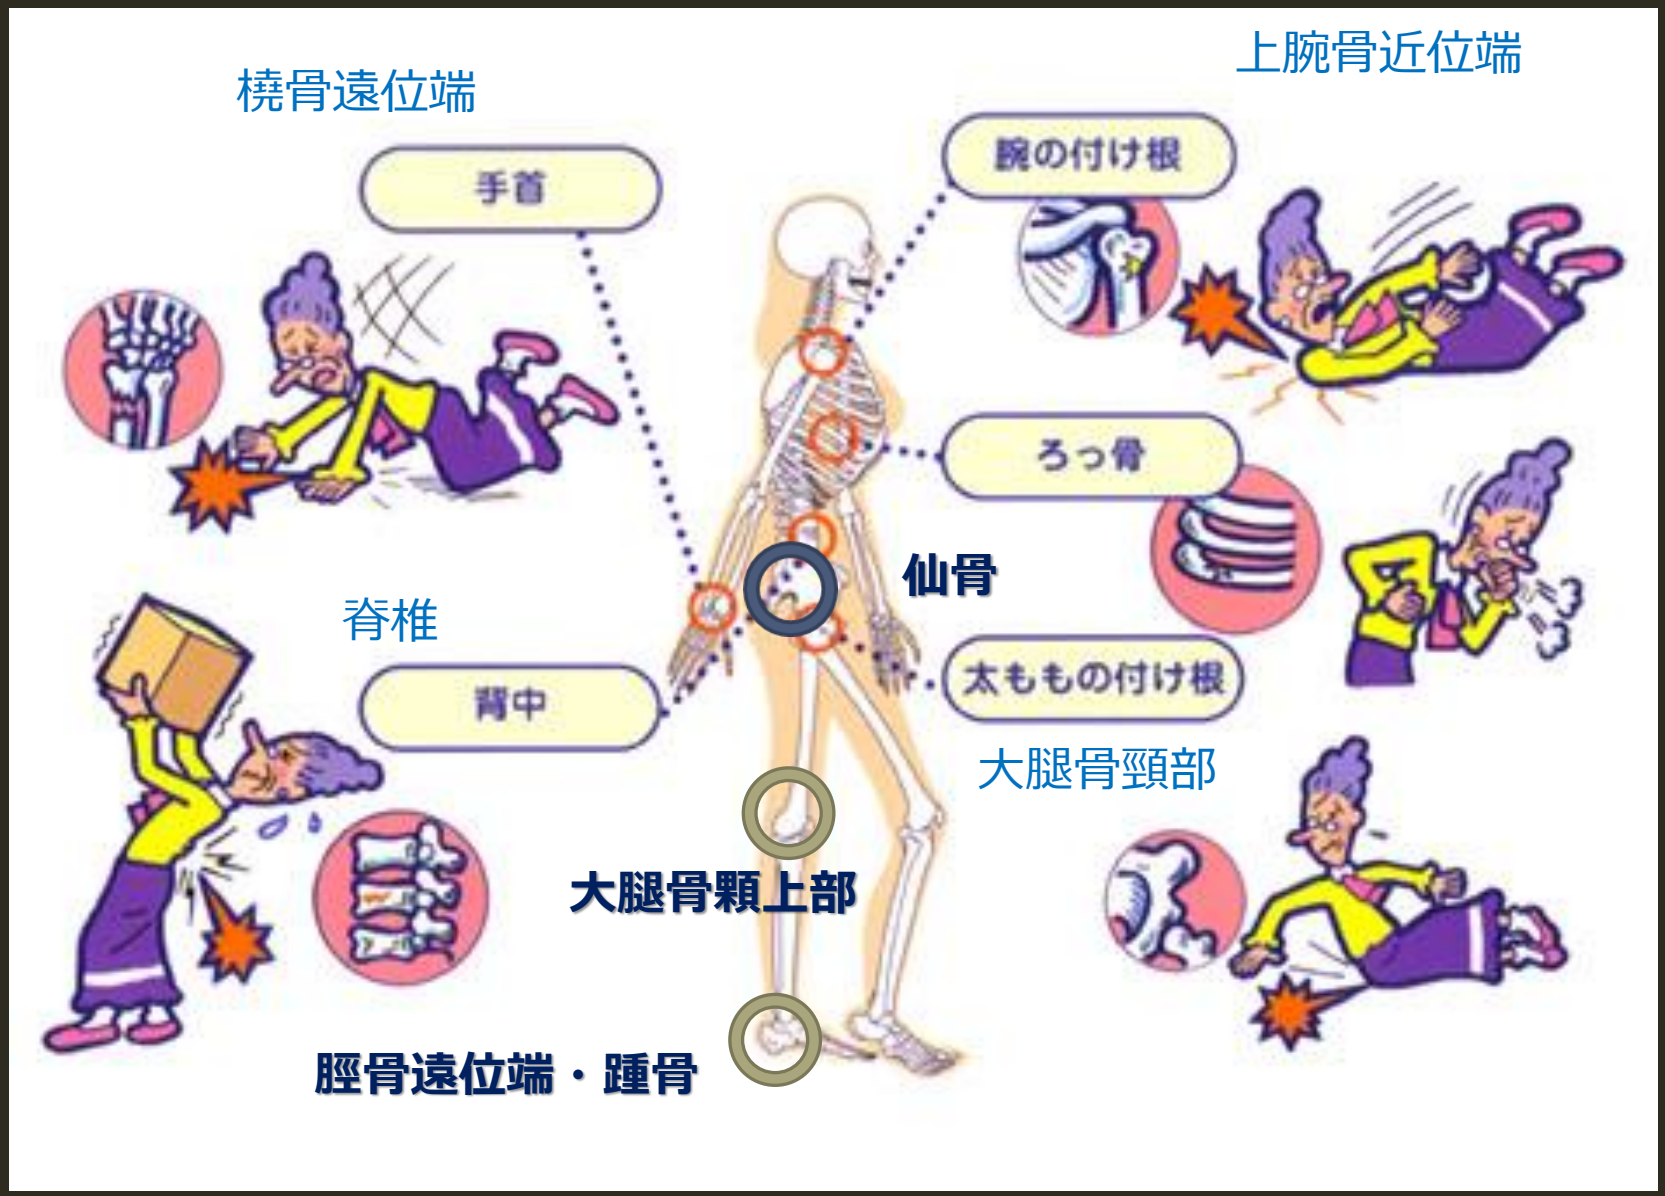 橈骨遠位端
上腕骨近位端
手首
腕の付け根
ろっ骨
仙骨
脊椎
太ももの付け根
背中
大腿骨頸部
大腿骨顆上部
脛骨遠位端・踵骨